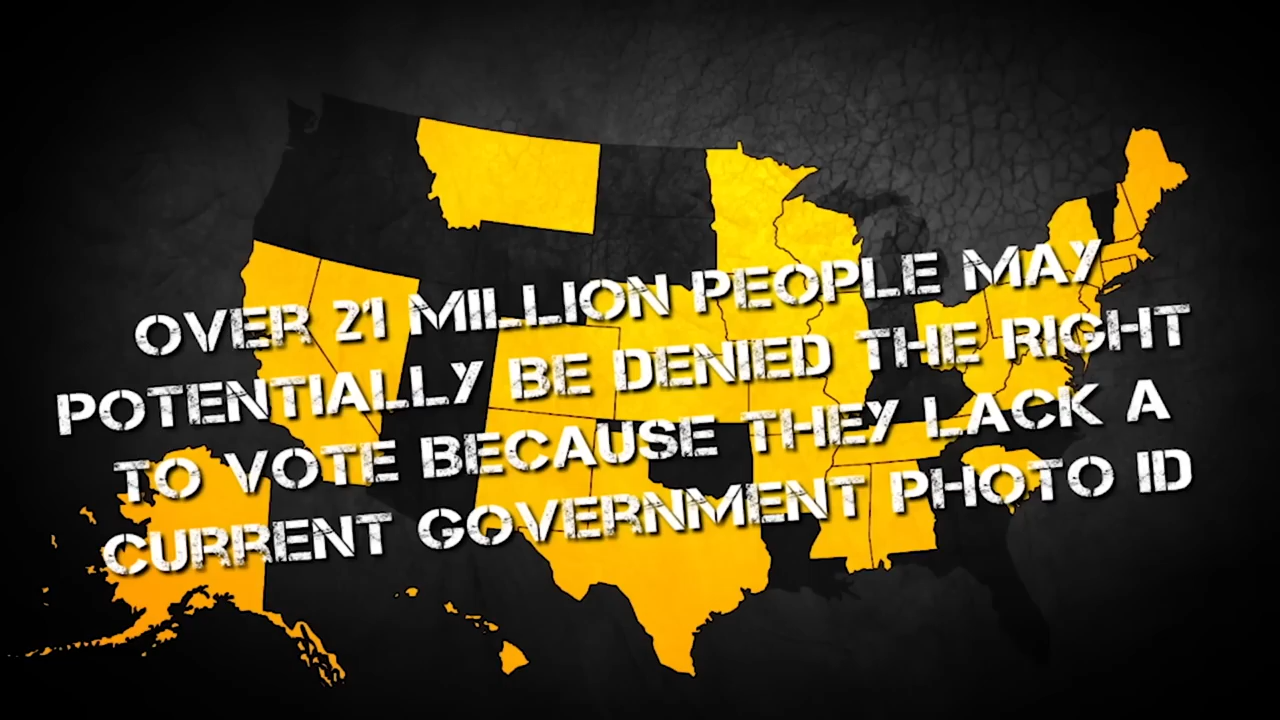 OVER 21 MILLION PEOPLE MAY
POTENTIALLY BE DENIED THE RIGHT
TO VOTE BECAUSE THEY LACK A
CURRENT GOVERNMENT PHOTO ID